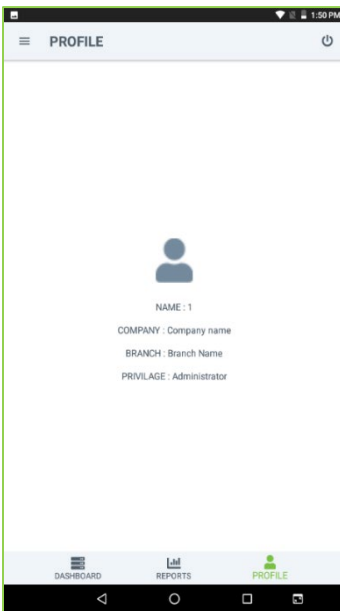 1:50 PM
PROFILE
NAME : 1
COMPANY : Company name
BRANCH : Branch Name
PRIVILAGE : Administrator
DASHBOARD
REPORTS
PROFILE